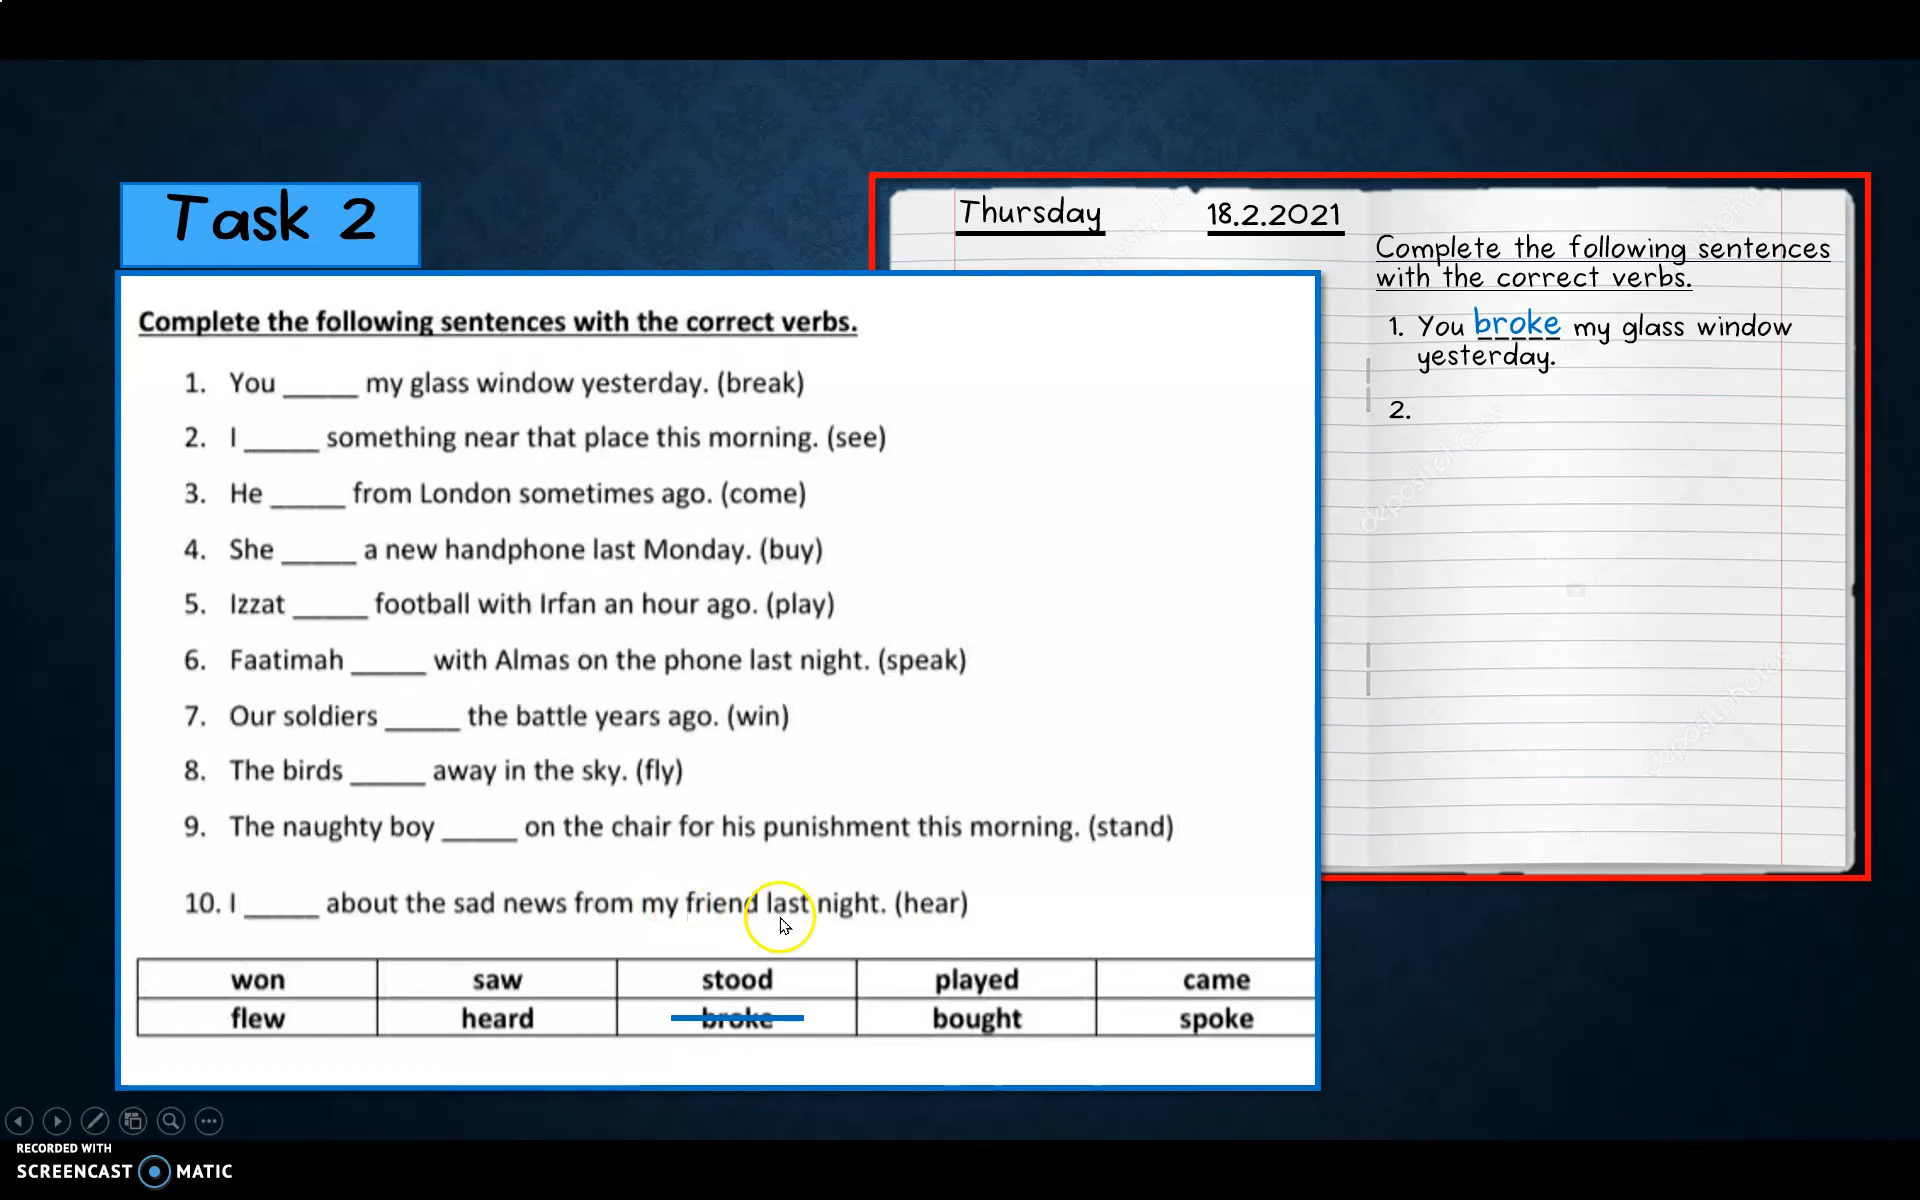 Task 2
Thursday 18.2.2021
Complete the following sentences
with the correct verbs.
1. You broke my glass window
yesterday.
2.
Complete the following sentences with the correct verbs.
1. You _____ my glass window yesterday. (break)
2. I _____ something near that place this morning. (see)
3. He _____ from London sometimes ago. (come)
4. She _____ a new handphone last Monday. (buy)
5. Izzat _____ football with Irfan an hour ago. (play)
6. Faatimah _____ with Almas on the phone last night. (speak)
7. Our soldiers _____ the battle years ago. (win)
8. The birds _____ away in the sky. (fly)
9. The naughty boy _____ on the chair for his punishment this morning. (stand)
10. I _____ about the sad news from my friend last night. (hear)
won saw stood played came
flew heard broke bought spoke
depositphotos
depositphotos
RECORDED WITH
SCREENCAST MATIC